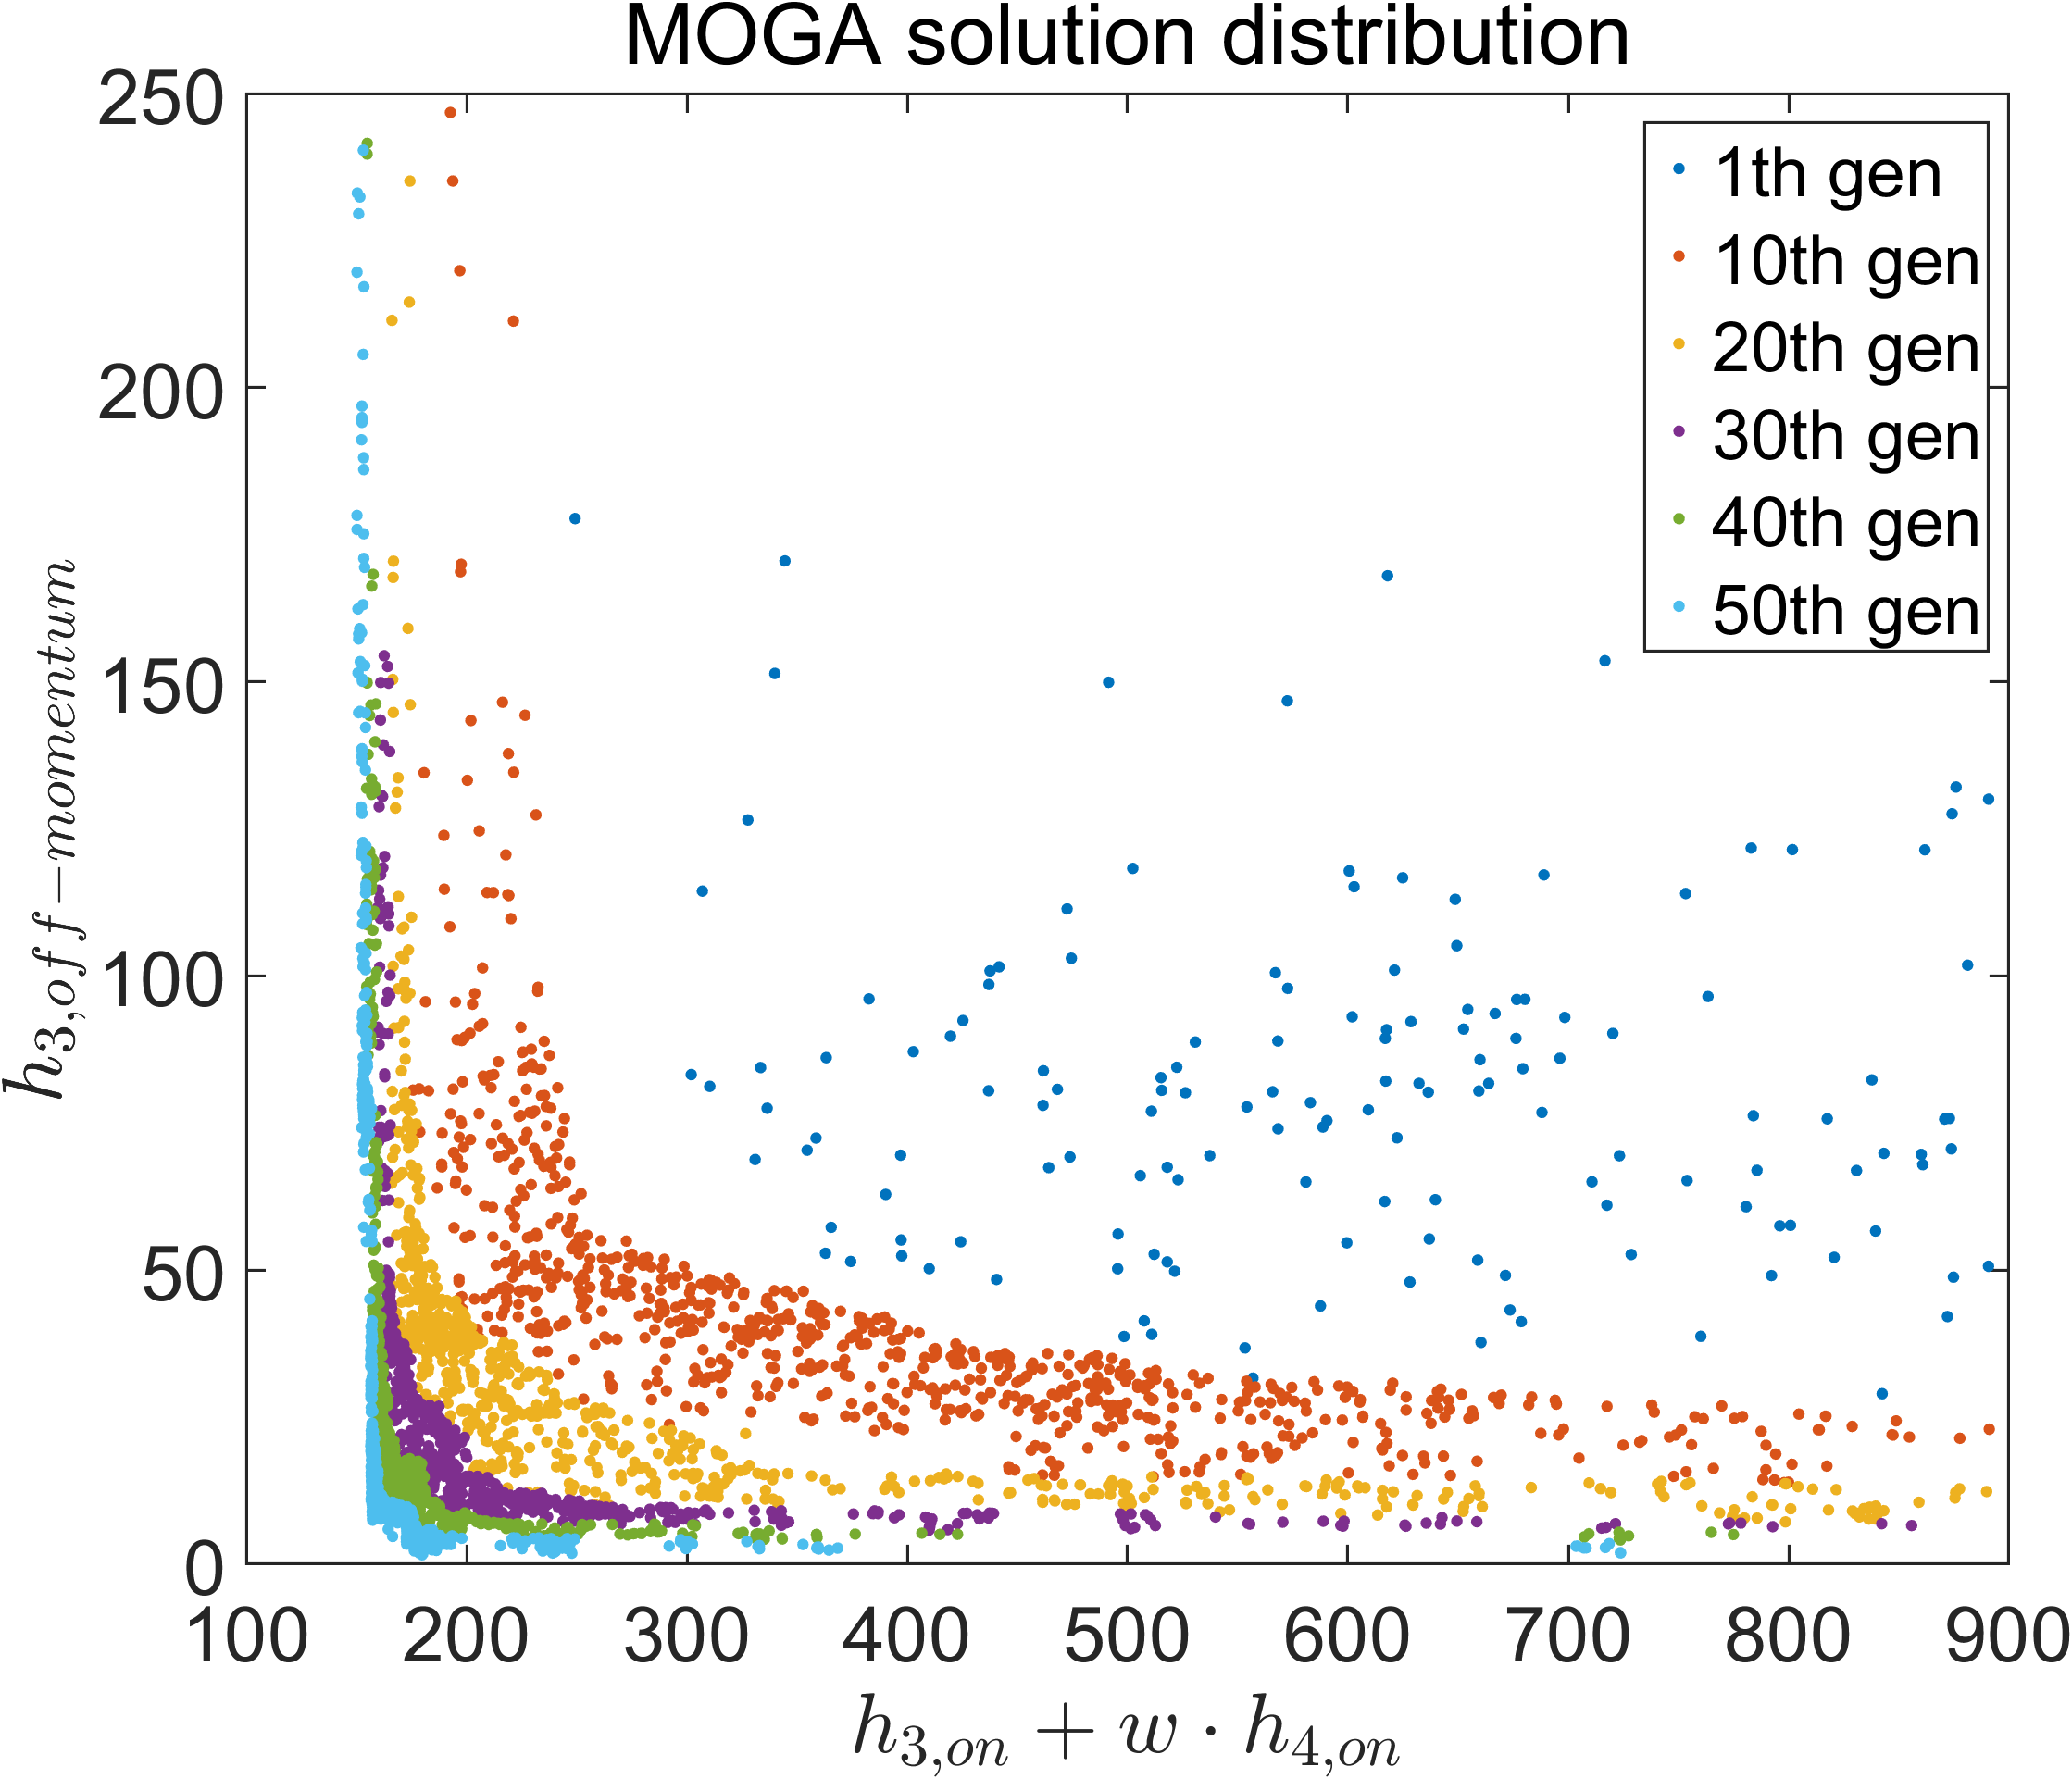 MOGA solution distribution
250
200
150
100
50
0
100 200 300 400 500 600 700 800 900
h3,off−momentum
h3,on + w · h4,on
1th gen
10th gen
20th gen
30th gen
40th gen
50th gen